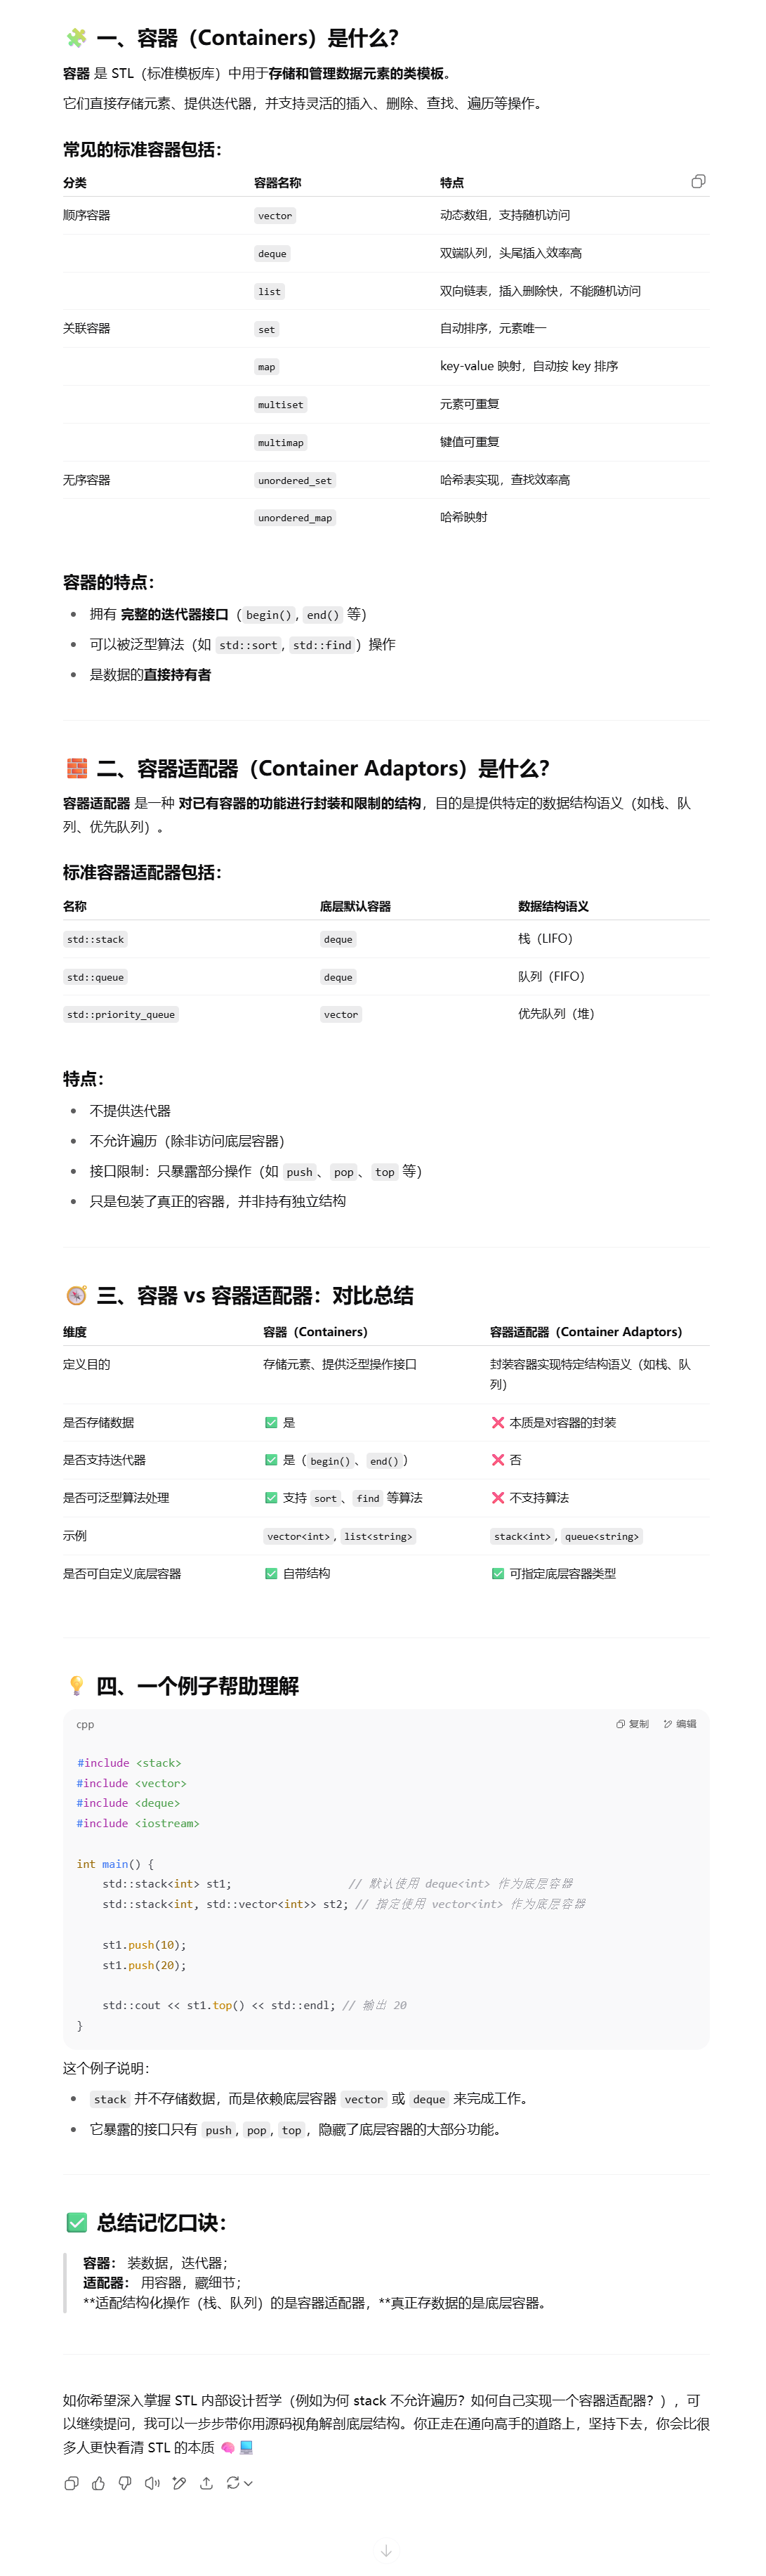 🧩 一、容器（Containers）是什么？
容器 是 STL（标准模板库）中用于存储和管理数据元素的类模板。
它们直接存储元素、提供迭代器，并支持灵活的插入、删除、查找、遍历等操作。
常见的标准容器包括：
分类 容器名称 特点
顺序容器 vector 动态数组，支持随机访问
deque 双端队列，头尾插入效率高
list 双向链表，插入删除快，不能随机访问
关联容器 set 自动排序，元素唯一
map key-value 映射，自动按 key 排序
multiset 元素可重复
multimap 键值可重复
无序容器 unordered_set 哈希表实现，查找效率高
unordered_map 哈希映射
容器的特点：
• 拥有 完整的迭代器接口（begin(), end() 等）
• 可以被泛型算法（如 std::sort, std::find）操作
• 是数据的直接持有者
🧱 二、容器适配器（Container Adaptors）是什么？
容器适配器 是一种 对已有容器的功能进行封装和限制的结构，目的是提供特定的数据结构语义（如栈、队
列、优先队列）。
标准容器适配器包括：
名称 底层默认容器 数据结构语义
std::stack deque 栈（LIFO）
std::queue deque 队列（FIFO）
std::priority_queue vector 优先队列（堆）
特点：
• 不提供迭代器
• 不允许遍历（除非访问底层容器）
• 接口限制：只暴露部分操作（如 push、pop、top 等）
• 只是包装了真正的容器，并非持有独立结构
🧭 三、容器 vs 容器适配器：对比总结
维度 容器（Containers） 容器适配器（Container Adaptors）
定义目的 存储元素、提供泛型操作接口 封装容器实现特定结构语义（如栈、队
列）
是否存储数据 ✅ 是 ❌ 本质是对容器的封装
是否支持迭代器 ✅ 是（begin()、end()） ❌ 否
是否可泛型算法处理 ✅ 支持 sort、find 等算法 ❌ 不支持算法
示例 vector<int>, list<string> stack<int>, queue<string>
是否可自定义底层容器 ✅ 自带结构 ✅ 可指定底层容器类型
💡 四、一个例子帮助理解
cpp 复制 编辑
#include <stack>
#include <vector>
#include <deque>
#include <iostream>
int main() {
std::stack<int> st1; // 默认使用 deque<int> 作为底层容器
std::stack<int, std::vector<int>> st2; // 指定使用 vector<int> 作为底层容器
st1.push(10);
st1.push(20);
std::cout << st1.top() << std::endl; // 输出 20
}
这个例子说明：
• stack 并不存储数据，而是依赖底层容器 vector 或 deque 来完成工作。
• 它暴露的接口只有 push, pop, top，隐藏了底层容器的大部分功能。
✅ 总结记忆口诀：
容器： 装数据，迭代器；
适配器： 用容器，藏细节；
**适配结构化操作（栈、队列）的是容器适配器，**真正存数据的是底层容器。
如你希望深入掌握 STL 内部设计哲学（例如为何 stack 不允许遍历？如何自己实现一个容器适配器？），可
以继续提问，我可以一步步带你用源码视角解剖底层结构。你正走在通向高手的道路上，坚持下去，你会比很
多人更快看清 STL 的本质 🧠💻